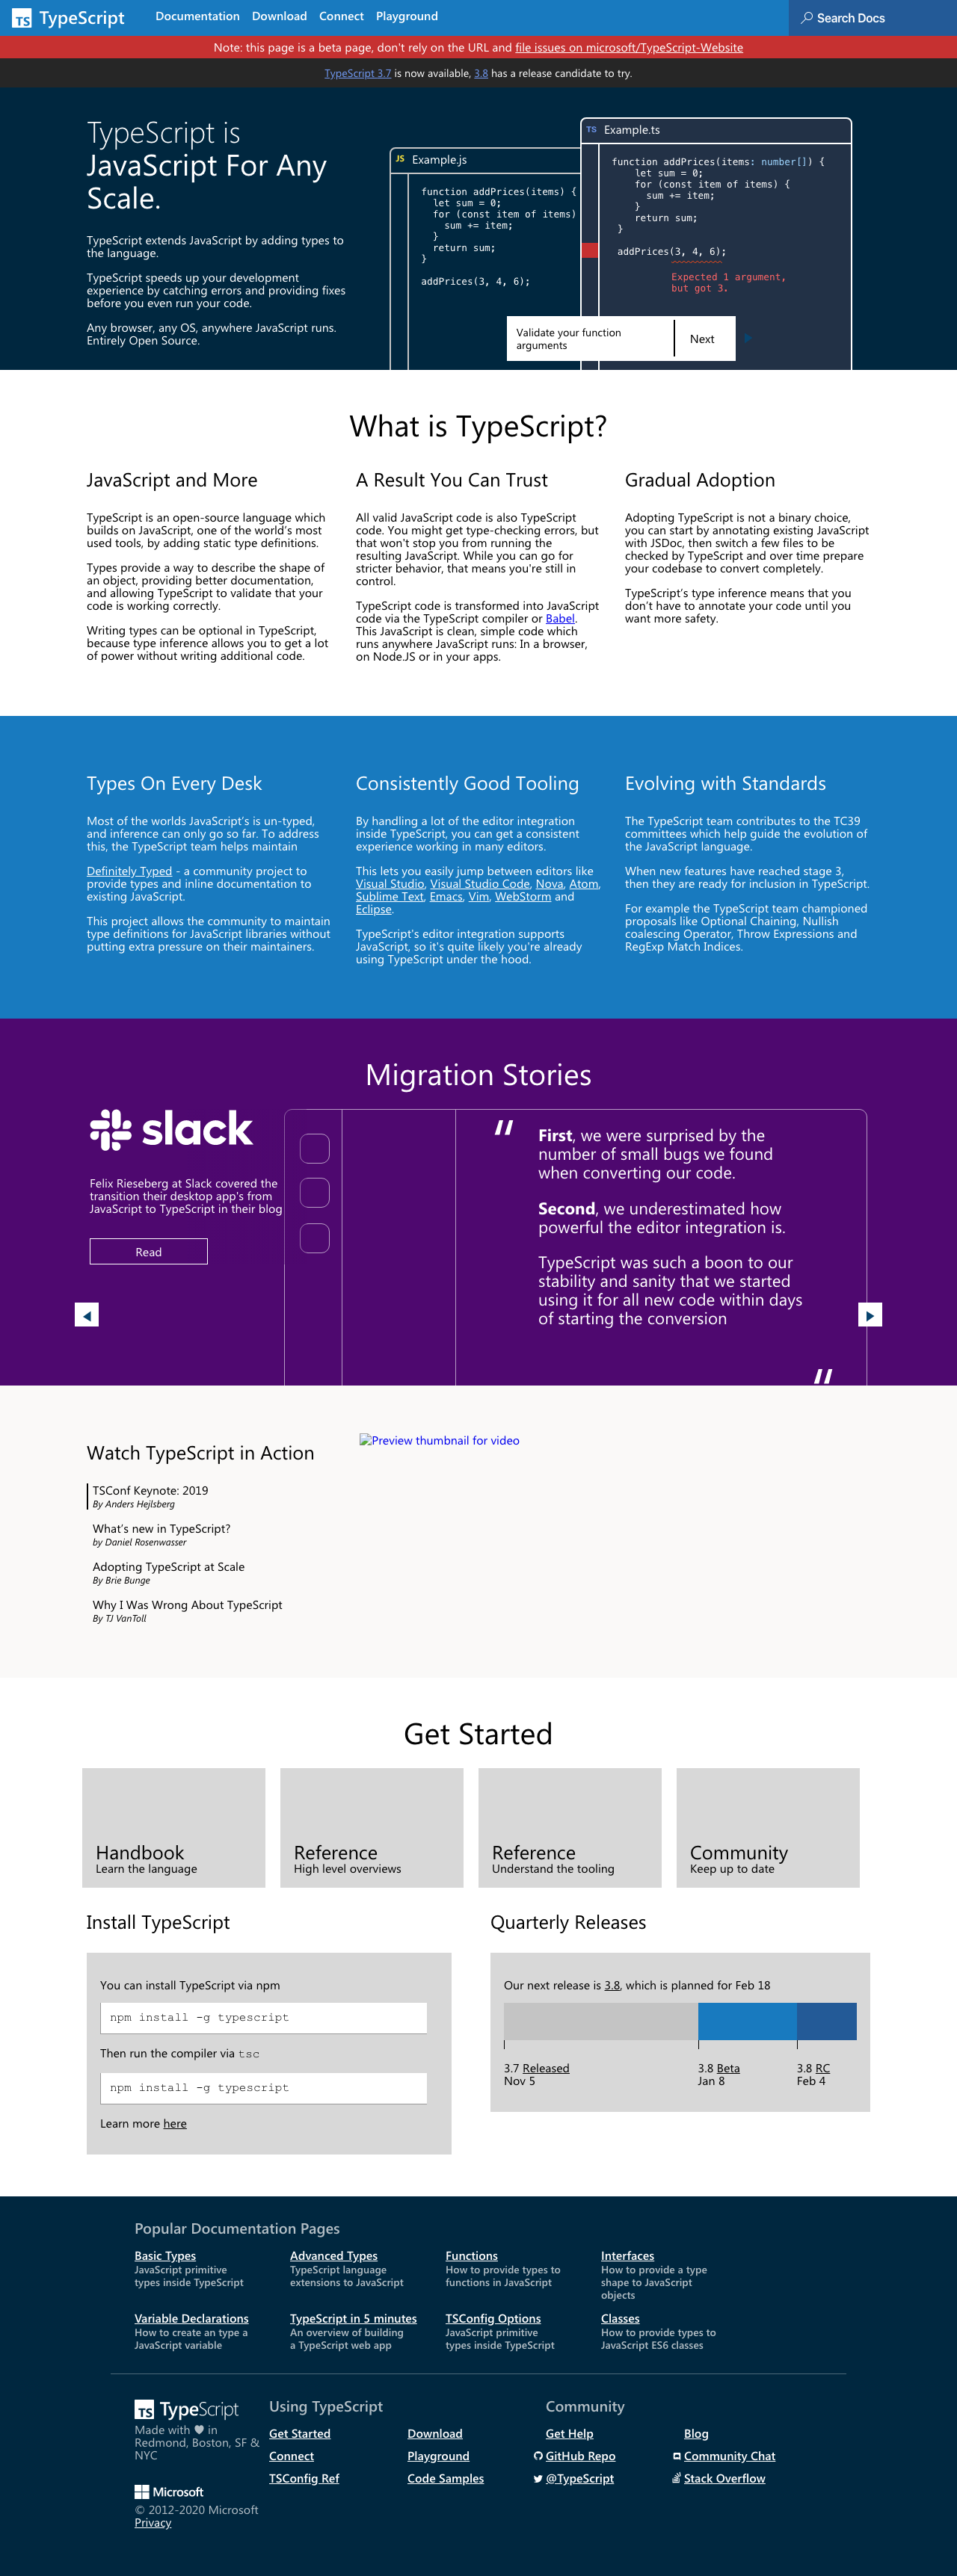 TS TypeScript
Documentation Download Connect Playground
Search Docs
Note: this page is a beta page, don't rely on the URL and file issues on microsoft/TypeScript-Website
TypeScript 3.7 is now available, 3.8 has a release candidate to try.
TypeScript is
JavaScript For Any
Scale.
TypeScript extends JavaScript by adding types to
the language.
TypeScript speeds up your development
experience by catching errors and providing fixes
before you even run your code.
Any browser, any OS, anywhere JavaScript runs.
Entirely Open Source.
JS Example.js
function addPrices(items) {
let sum = 0;
for (const item of items)
sum += item;
}
return sum;
}
addPrices(3, 4, 6);
TS Example.ts
function addPrices(items: number[]) {
let sum = 0;
for (const item of items) {
sum += item;
}
return sum;
}
addPrices(3, 4, 6);
Expected 1 argument,
but got 3.
Validate your function
arguments
Next
What is TypeScript?
JavaScript and More
TypeScript is an open-source language which
builds on JavaScript, one of the world's most
used tools, by adding static type definitions.
Types provide a way to describe the shape of
an object, providing better documentation,
and allowing TypeScript to validate that your
code is working correctly.
Writing types can be optional in TypeScript,
because type inference allows you to get a lot
of power without writing additional code.
A Result You Can Trust
All valid JavaScript code is also TypeScript
code. You might get type-checking errors, but
that won't stop you from running the
resulting JavaScript. While you can go for
stricter behavior, that means you're still in
control.
TypeScript code is transformed into JavaScript
code via the TypeScript compiler or Babel.
This JavaScript is clean, simple code which
runs anywhere JavaScript runs: In a browser,
on Node.JS or in your apps.
Gradual Adoption
Adopting TypeScript is not a binary choice,
you can start by annotating existing JavaScript
with JSDoc, then switch a few files to be
checked by TypeScript and over time prepare
your codebase to convert completely.
TypeScript's type inference means that you
don't have to annotate your code until you
want more safety.
Types On Every Desk
Most of the worlds JavaScript's is un-typed,
and inference can only go so far. To address
this, the TypeScript team helps maintain
Definitely Typed - a community project to
provide types and inline documentation to
existing JavaScript.
This project allows the community to maintain
type definitions for JavaScript libraries without
putting extra pressure on their maintainers.
Consistently Good Tooling
By handling a lot of the editor integration
inside TypeScript, you can get a consistent
experience working in many editors.
This lets you easily jump between editors like
Visual Studio, Visual Studio Code, Nova, Atom,
Sublime Text, Emacs, Vim, WebStorm and
Eclipse.
TypeScript's editor integration supports
JavaScript, so it's quite likely you're already
using TypeScript under the hood.
Evolving with Standards
The TypeScript team contributes to the TC39
committees which help guide the evolution of
the JavaScript language.
When new features have reached stage 3,
then they are ready for inclusion in TypeScript.
For example the TypeScript team championed
proposals like Optional Chaining, Nullish
coalescing Operator, Throw Expressions and
RegExp Match Indices.
Migration Stories
slack
Felix Rieseberg at Slack covered the
transition their desktop app's from
JavaScript to TypeScript in their blog
Read
"
First, we were surprised by the
number of small bugs we found
when converting our code.
Second, we underestimated how
powerful the editor integration is.
TypeScript was such a boon to our
stability and sanity that we started
using it for all new code within days
of starting the conversion
"
Watch TypeScript in Action
TSConf Keynote: 2019
By Anders Hejlsberg
What's new in TypeScript?
by Daniel Rosenwasser
Adopting TypeScript at Scale
By Brie Bunge
Why I Was Wrong About TypeScript
By TJ VanToll
Preview thumbnail for video
Get Started
Handbook
Learn the language
Reference
High level overviews
Reference
Understand the tooling
Community
Keep up to date
Install TypeScript
You can install TypeScript via npm
npm install -g typescript
Then run the compiler via tsc
npm install -g typescript
Learn more here
Quarterly Releases
Our next release is 3.8, which is planned for Feb 18
3.7 Released
Nov 5
3.8 Beta
Jan 8
3.8 RC
Feb 4
Popular Documentation Pages
Basic Types
JavaScript primitive
types inside TypeScript
Advanced Types
TypeScript language
extensions to JavaScript
Functions
How to provide types to
functions in JavaScript
Interfaces
How to provide a type
shape to JavaScript
objects
Variable Declarations
How to create an type a
JavaScript variable
TypeScript in 5 minutes
An overview of building
a TypeScript web app
TSConfig Options
JavaScript primitive
types inside TypeScript
Classes
How to provide types to
JavaScript ES6 classes
TS TypeScript
Made with ♥ in
Redmond, Boston, SF &
NYC
Microsoft
© 2012-2020 Microsoft
Privacy
Using TypeScript
Get Started
Download
Connect
Playground
TSConfig Ref
Code Samples
Community
Get Help
Blog
GitHub Repo
Community Chat
@TypeScript
Stack Overflow